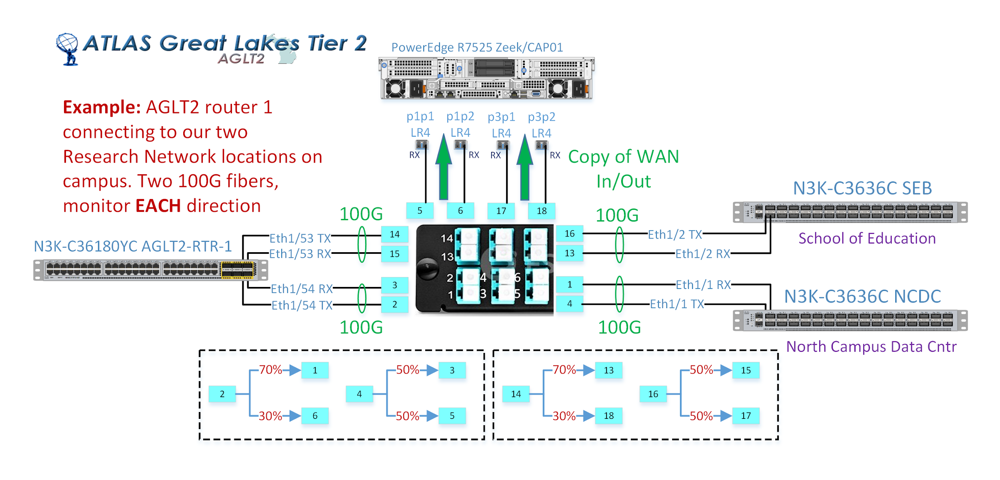 ATLAS Great Lakes Tier 2
AGLT2
PowerEdge R7525 Zeek/CAP01
Example: AGLT2 router 1
connecting to our two
Research Network locations on
campus. Two 100G fibers,
monitor EACH direction
p1p1 p1p2 p3p1 p3p2
LR4 LR4 LR4 LR4
RX RX RX RX
Copy of WAN
In/Out
5 6 17 18
100G
100G
N3K-C3636C SEB
School of Education
N3K-C36180YC AGLT2-RTR-1
Eth1/53 TX 14
Eth1/53 RX 15
Eth1/54 RX 3
Eth1/54 TX 2
100G
14
13
2 4 6
1 3 5
16 Eth1/2 TX
13 Eth1/2 RX
1 Eth1/1 RX
4 Eth1/1 TX
100G
N3K-C3636C NCDC
North Campus Data Cntr
2 70% 1
30% 6
4 50% 3
50% 5
14 70% 13
30% 18
16 50% 15
50% 17